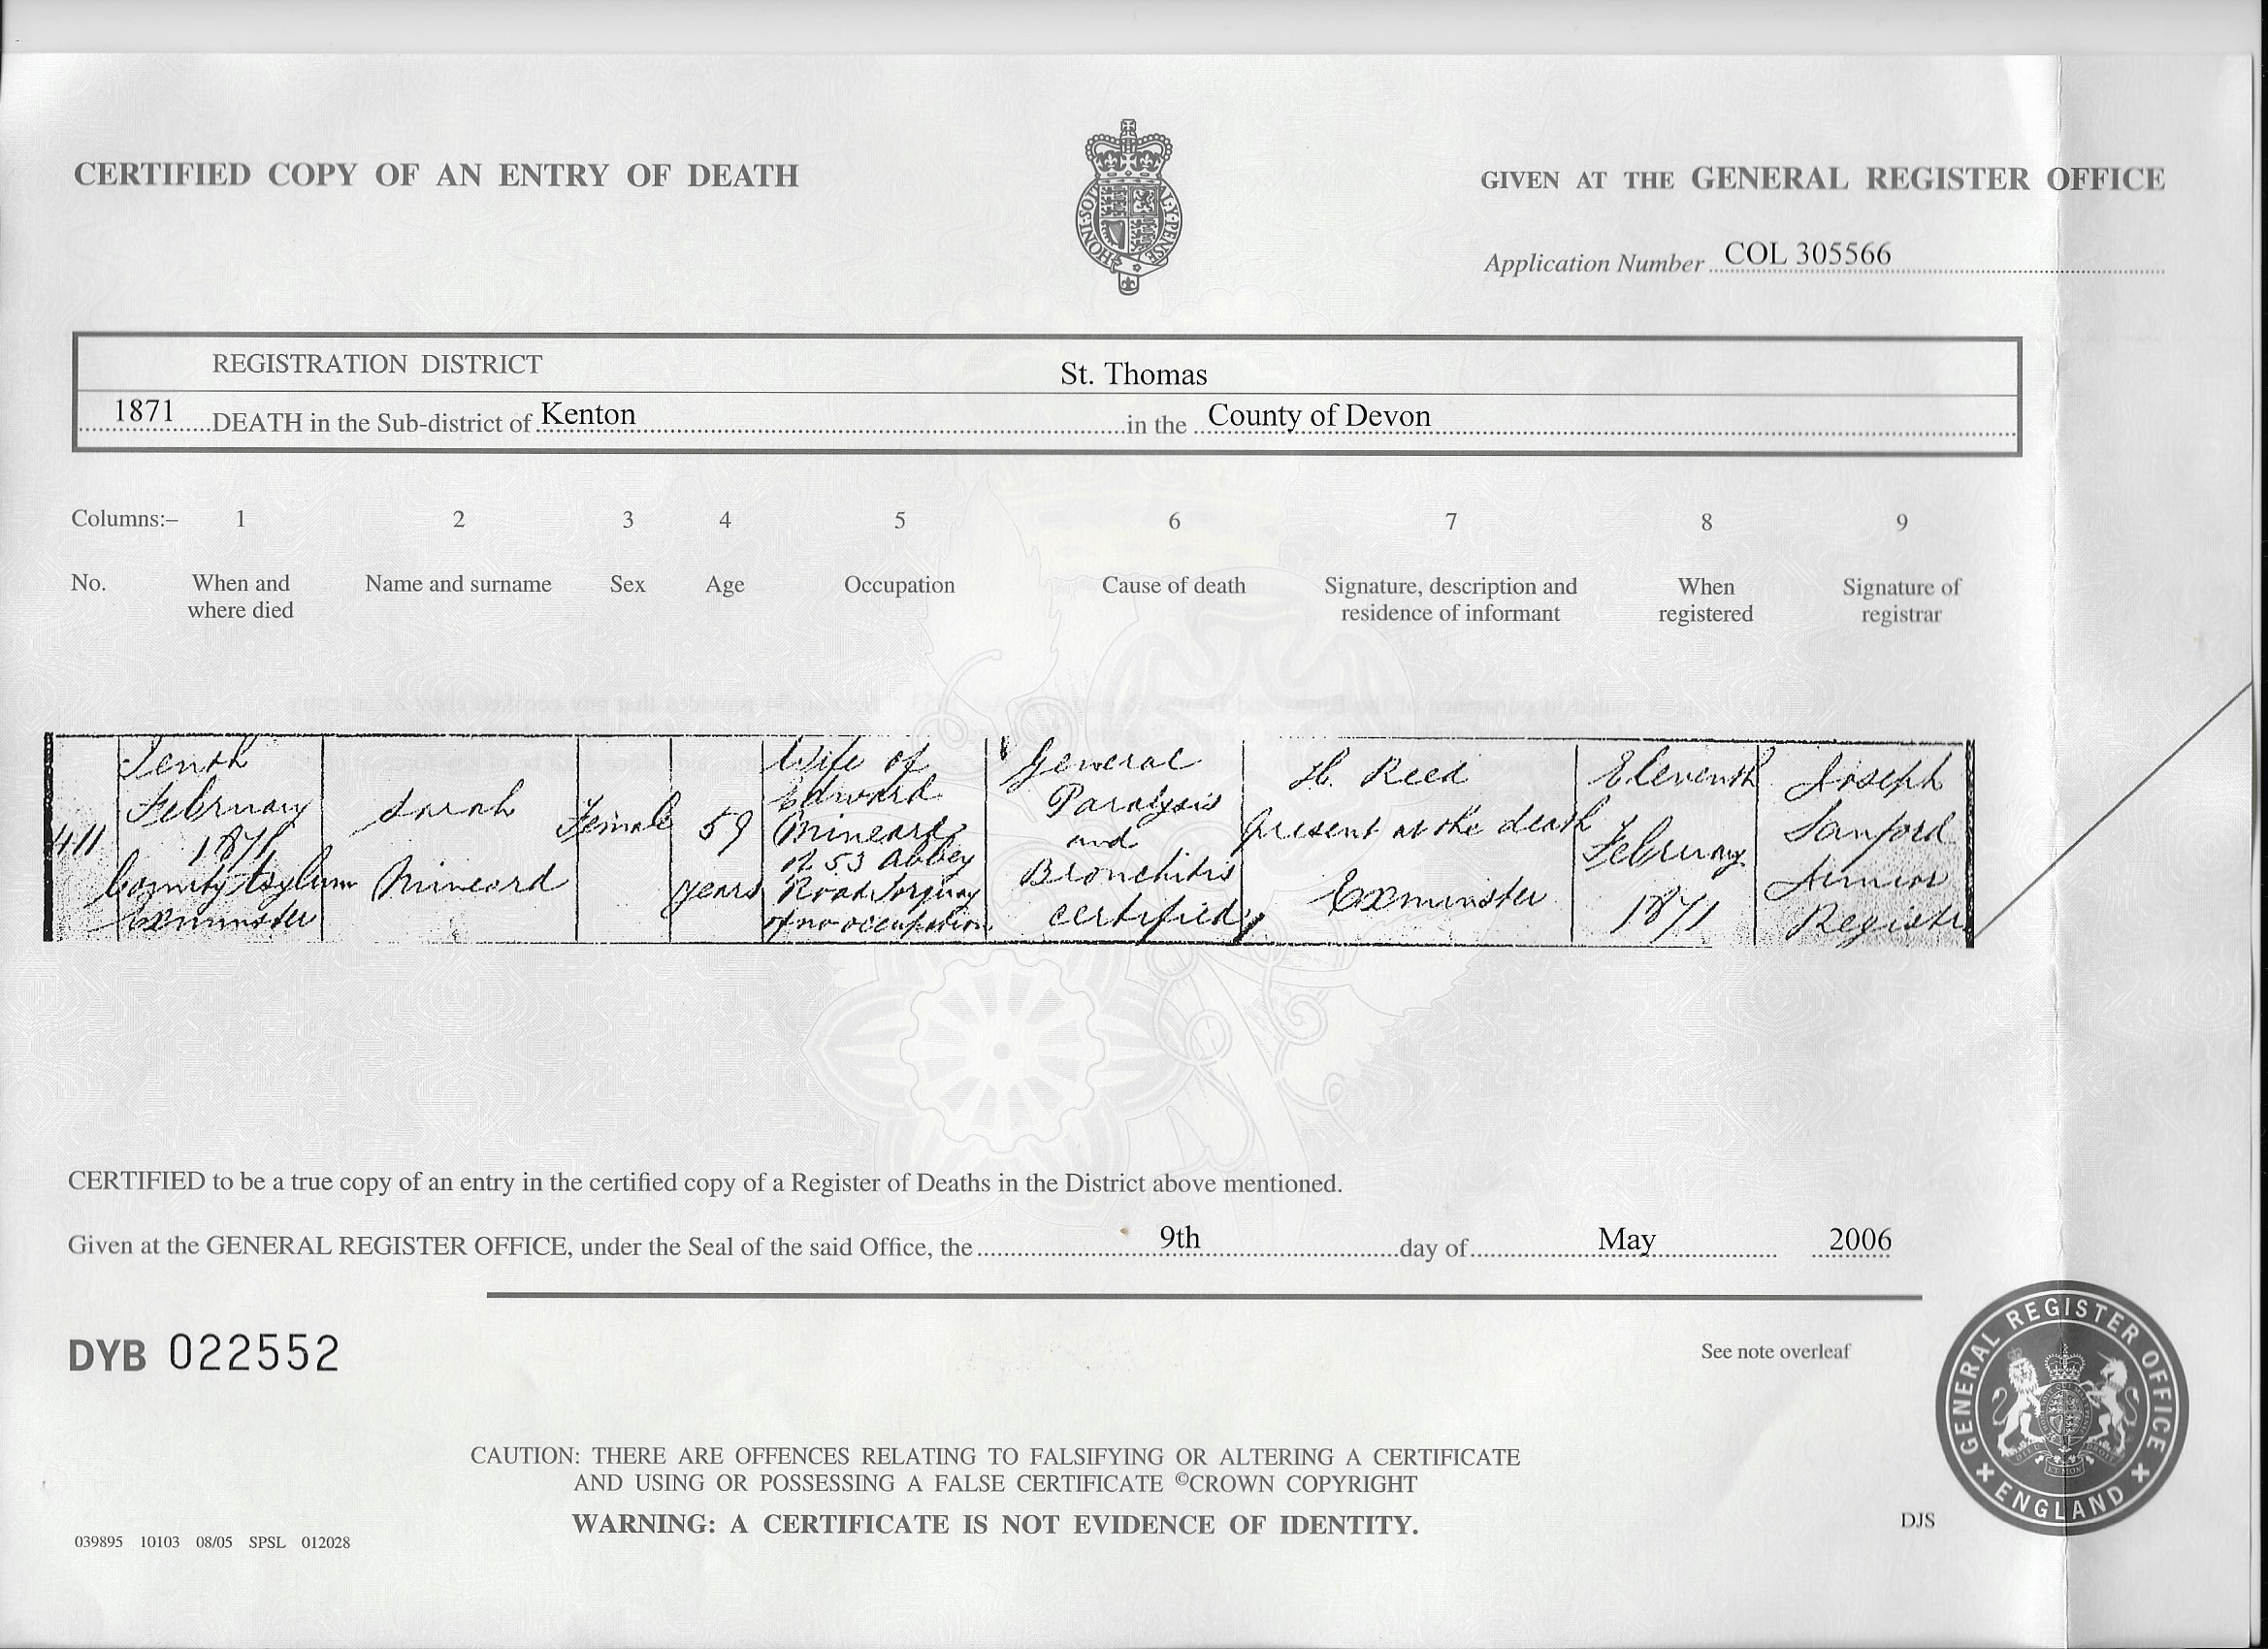 CERTIFIED COPY OF AN ENTRY OF DEATH
GIVEN AT THE GENERAL REGISTER OFFICE
HONI·SOI AL·Y·PENSE
Application Number COL 305566
REGISTRATION DISTRICT St. Thomas
1871 DEATH in the Sub-district of Kenton in the County of Devon
Columns:– 1 2 3 4 5 6 7 8 9
No. When and where died Name and surname Sex Age Occupation Cause of death Signature, description and residence of informant When registered Signature of registrar
411
Tenth
February
1871
County Asylum
Exminster
Sarah
Mineard
Female
59
years
Wife of
Edward
Mineard
of 53 Abbey
Road Torquay
of no occupation
General
Paralysis
and
Bronchitis
certified
H. Reed
Present at the death
Exminster
Eleventh
February
1871
Joseph
Sanford
Junior
Registr
CERTIFIED to be a true copy of an entry in the certified copy of a Register of Deaths in the District above mentioned.
Given at the GENERAL REGISTER OFFICE, under the Seal of the said Office, the 9th day of May 2006
DYB 022552
See note overleaf
GENERAL REGISTER OFFICE
ENGLAND
CAUTION: THERE ARE OFFENCES RELATING TO FALSIFYING OR ALTERING A CERTIFICATE
AND USING OR POSSESSING A FALSE CERTIFICATE ©CROWN COPYRIGHT
WARNING: A CERTIFICATE IS NOT EVIDENCE OF IDENTITY.
039895 10103 08/05 SPSL 012028
DJS